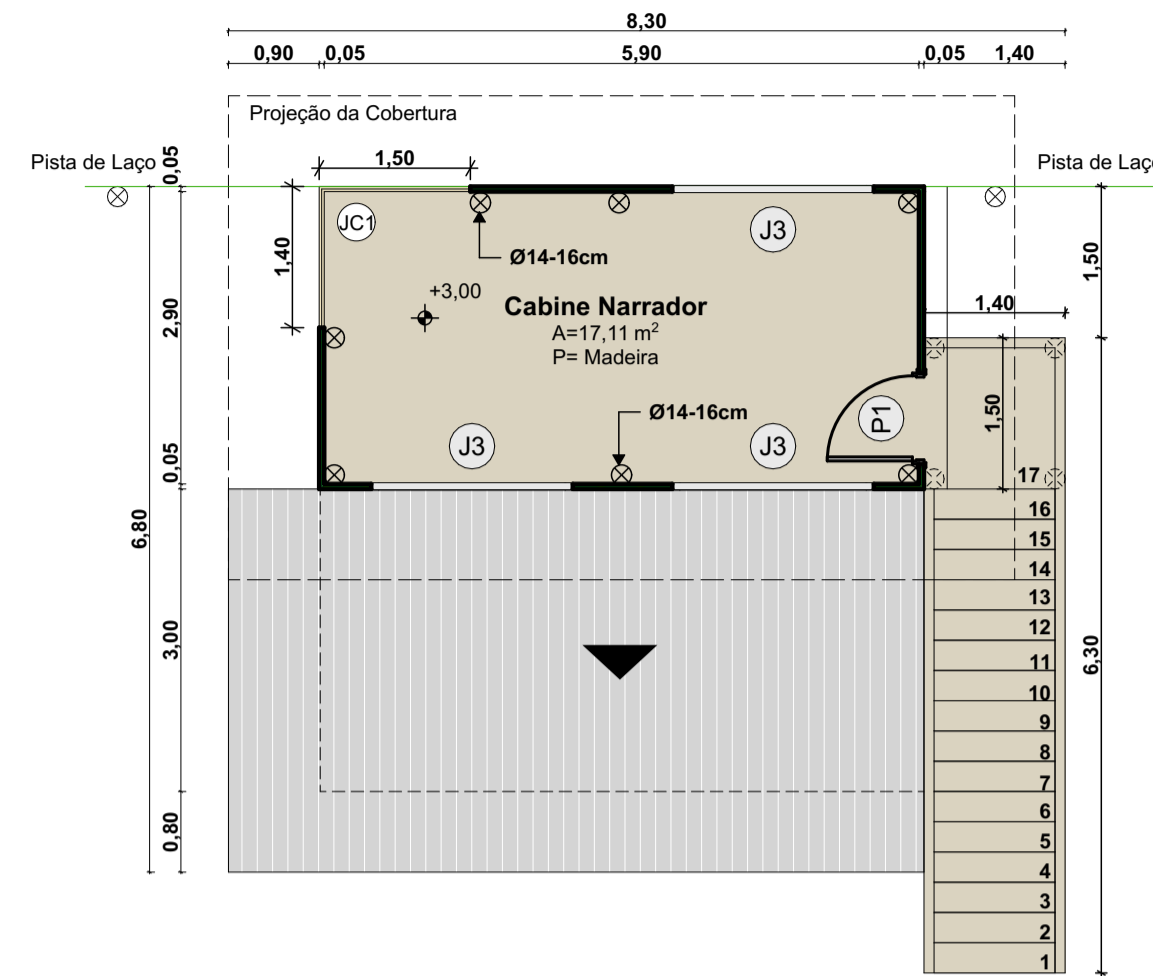 8,30
0,90 0,05 5,90 0,05 1,40
Projeção da Cobertura
Pista de Laço
0,05
1,50
Pista de Laço
JC1
J3
1,40
Ø14-16cm
+3,00
Cabine Narrador
A=17,11 m²
P= Madeira
2,90
1,50
1,40
Ø14-16cm
P1
1,50
J3
J3
0,05
17
16
15
14
13
12
11
10
9
8
7
6
5
4
3
2
1
6,80
3,00
0,80
6,30